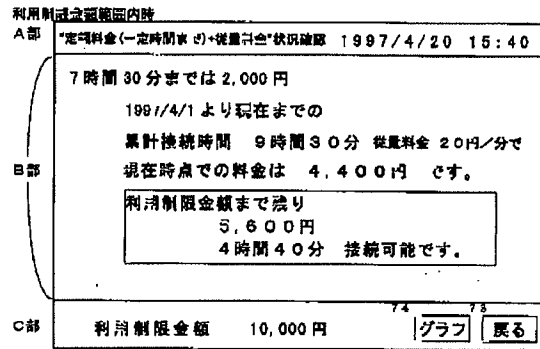 利用制限金額範囲内時
A部 "定額料金(一定時間まで)+従量料金"状況確認 1997/4/20 15:40
7時間30分までは2,000円
1997/4/1より現在までの
累計接続時間 9時間30分 従量料金 20円/分で
B部 現在時点での料金は 4,400円 です。
利用制限金額まで残り
5,600円
4時間40分 接続可能です。
74 73
C部 利用制限金額 10,000円 グラフ 戻る